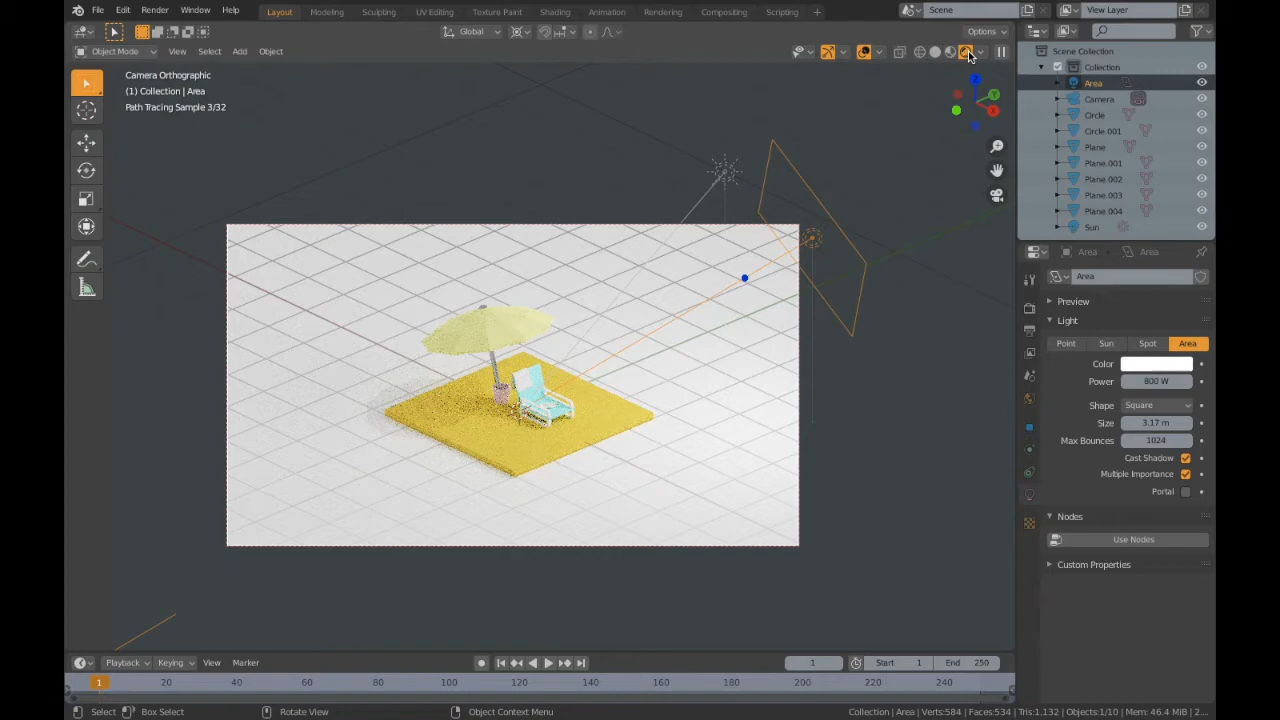 File Edit Render Window Help Layout Modeling Sculpting UV Editing Texture Paint Shading Animation Rendering Compositing Scripting + Scene View Layer
Global Options
Object Mode View Select Add Object
Camera Orthographic
(1) Collection | Area
Path Tracing Sample 3/32
Z
Y
X
Scene Collection
Collection
Area
Camera
Circle
Circle.001
Plane
Plane.001
Plane.002
Plane.003
Plane.004
Sun
Area Area
Area
Preview
Light
Point Sun Spot Area
Color
Power 800 W
Shape Square
Size 3.17 m
Max Bounces 1024
Cast Shadow
Multiple Importance
Portal
Nodes
Use Nodes
Custom Properties
Playback Keying View Marker 1 Start 1 End 250
1 20 40 60 80 100 120 140 160 180 200 220 240
Select Box Select Rotate View Object Context Menu Collection | Area | Verts:584 | Faces:534 | Tris:1,132 | Objects:1/10 | Mem: 46.4 MiB | 2...